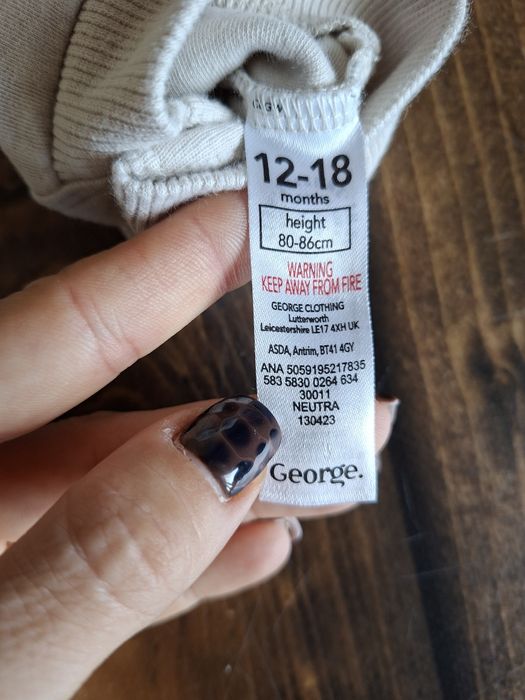 12-18
months
height
80-86cm
WARNING
KEEP AWAY FROM FIRE
GEORGE CLOTHING
Lutterworth
Leicestershire LE17 4XH UK
ASDA, Antrim, BT41 4GY
ANA 5059195217835
583 5830 0264 634
30011
NEUTRA
130423
George.